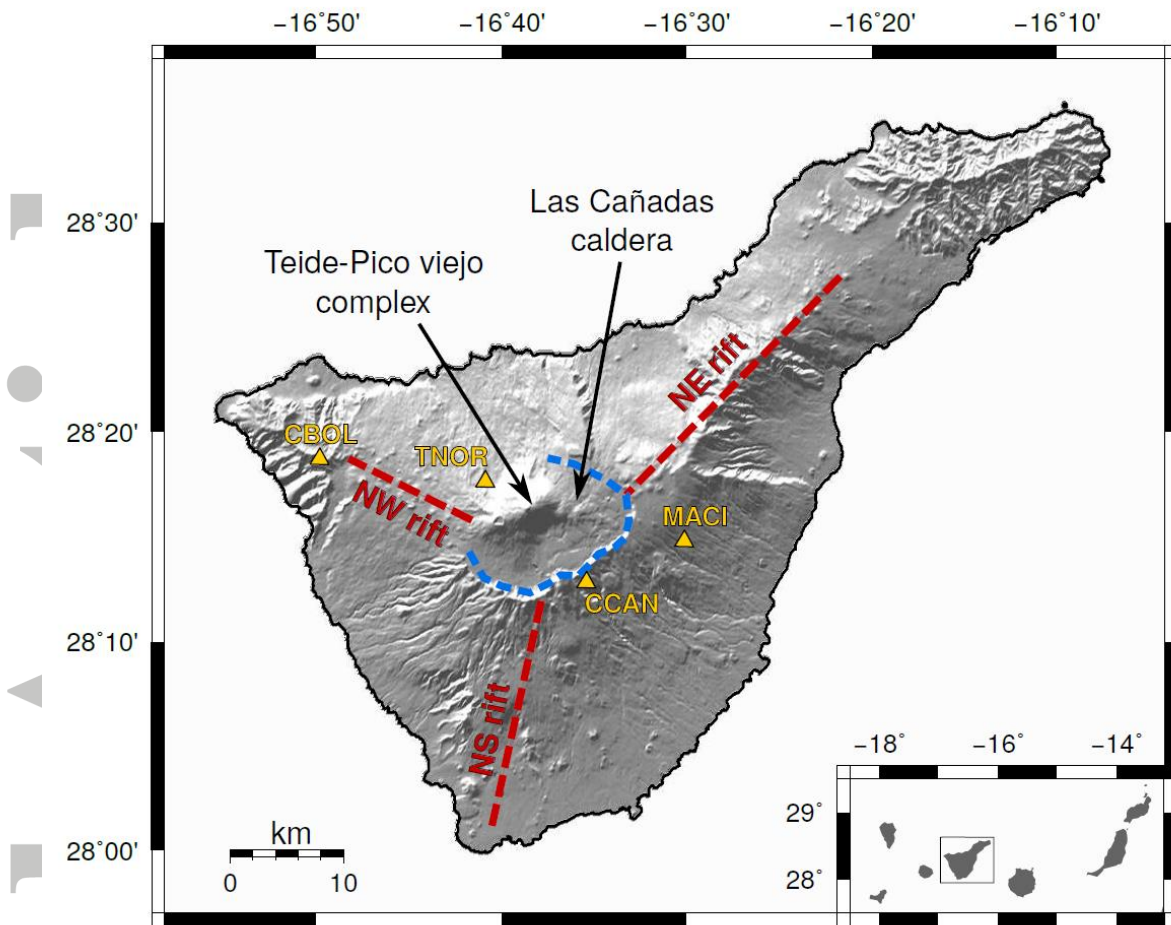 −16˚50' −16˚40' −16˚30' −16˚20' −16˚10'
28˚30'
28˚20'
28˚10'
28˚00'
Las Cañadas
caldera
Teide-Pico viejo
complex
NE rift
CBOL
TNOR
NW rift
MACI
CCAN
NS rift
km
0 10
−18˚ −16˚ −14˚
29˚
28˚